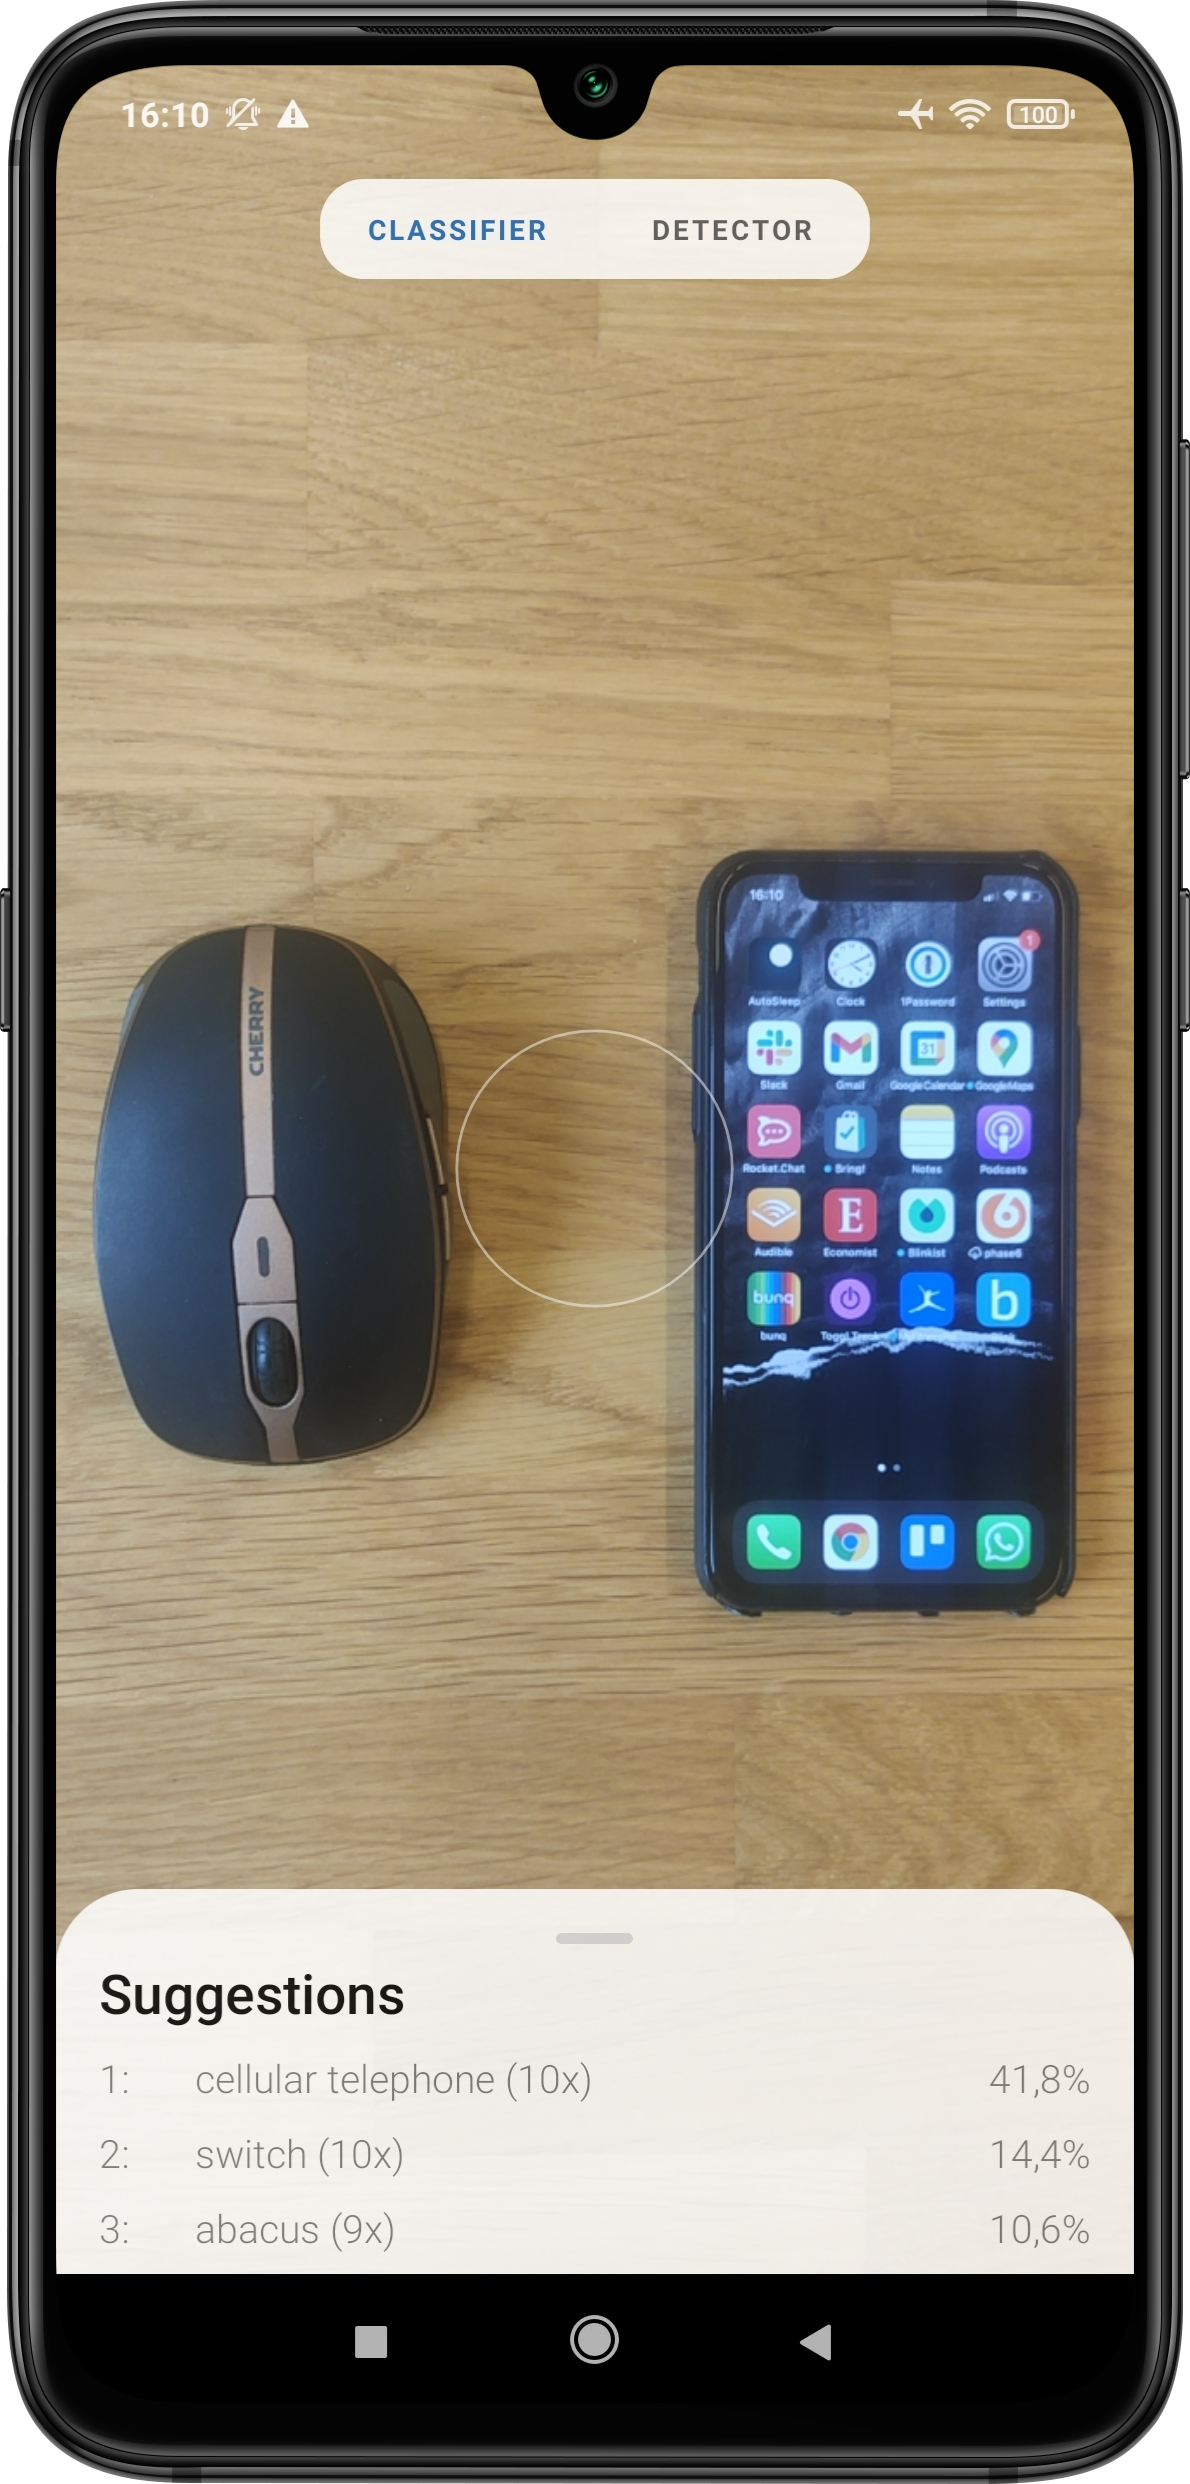 16:10
100
CLASSIFIER DETECTOR
16:10
1
AutoSleep Clock 1Password Settings
31
Slack Gmail Google Calendar Google Maps
CHERRY
Rocket.Chat Bring! Notes Podcasts
E
Audible Economist Blinkist phase6
bunq b
bunq Toggl Track
Suggestions
1: cellular telephone (10x) 41,8%
2: switch (10x) 14,4%
3: abacus (9x) 10,6%